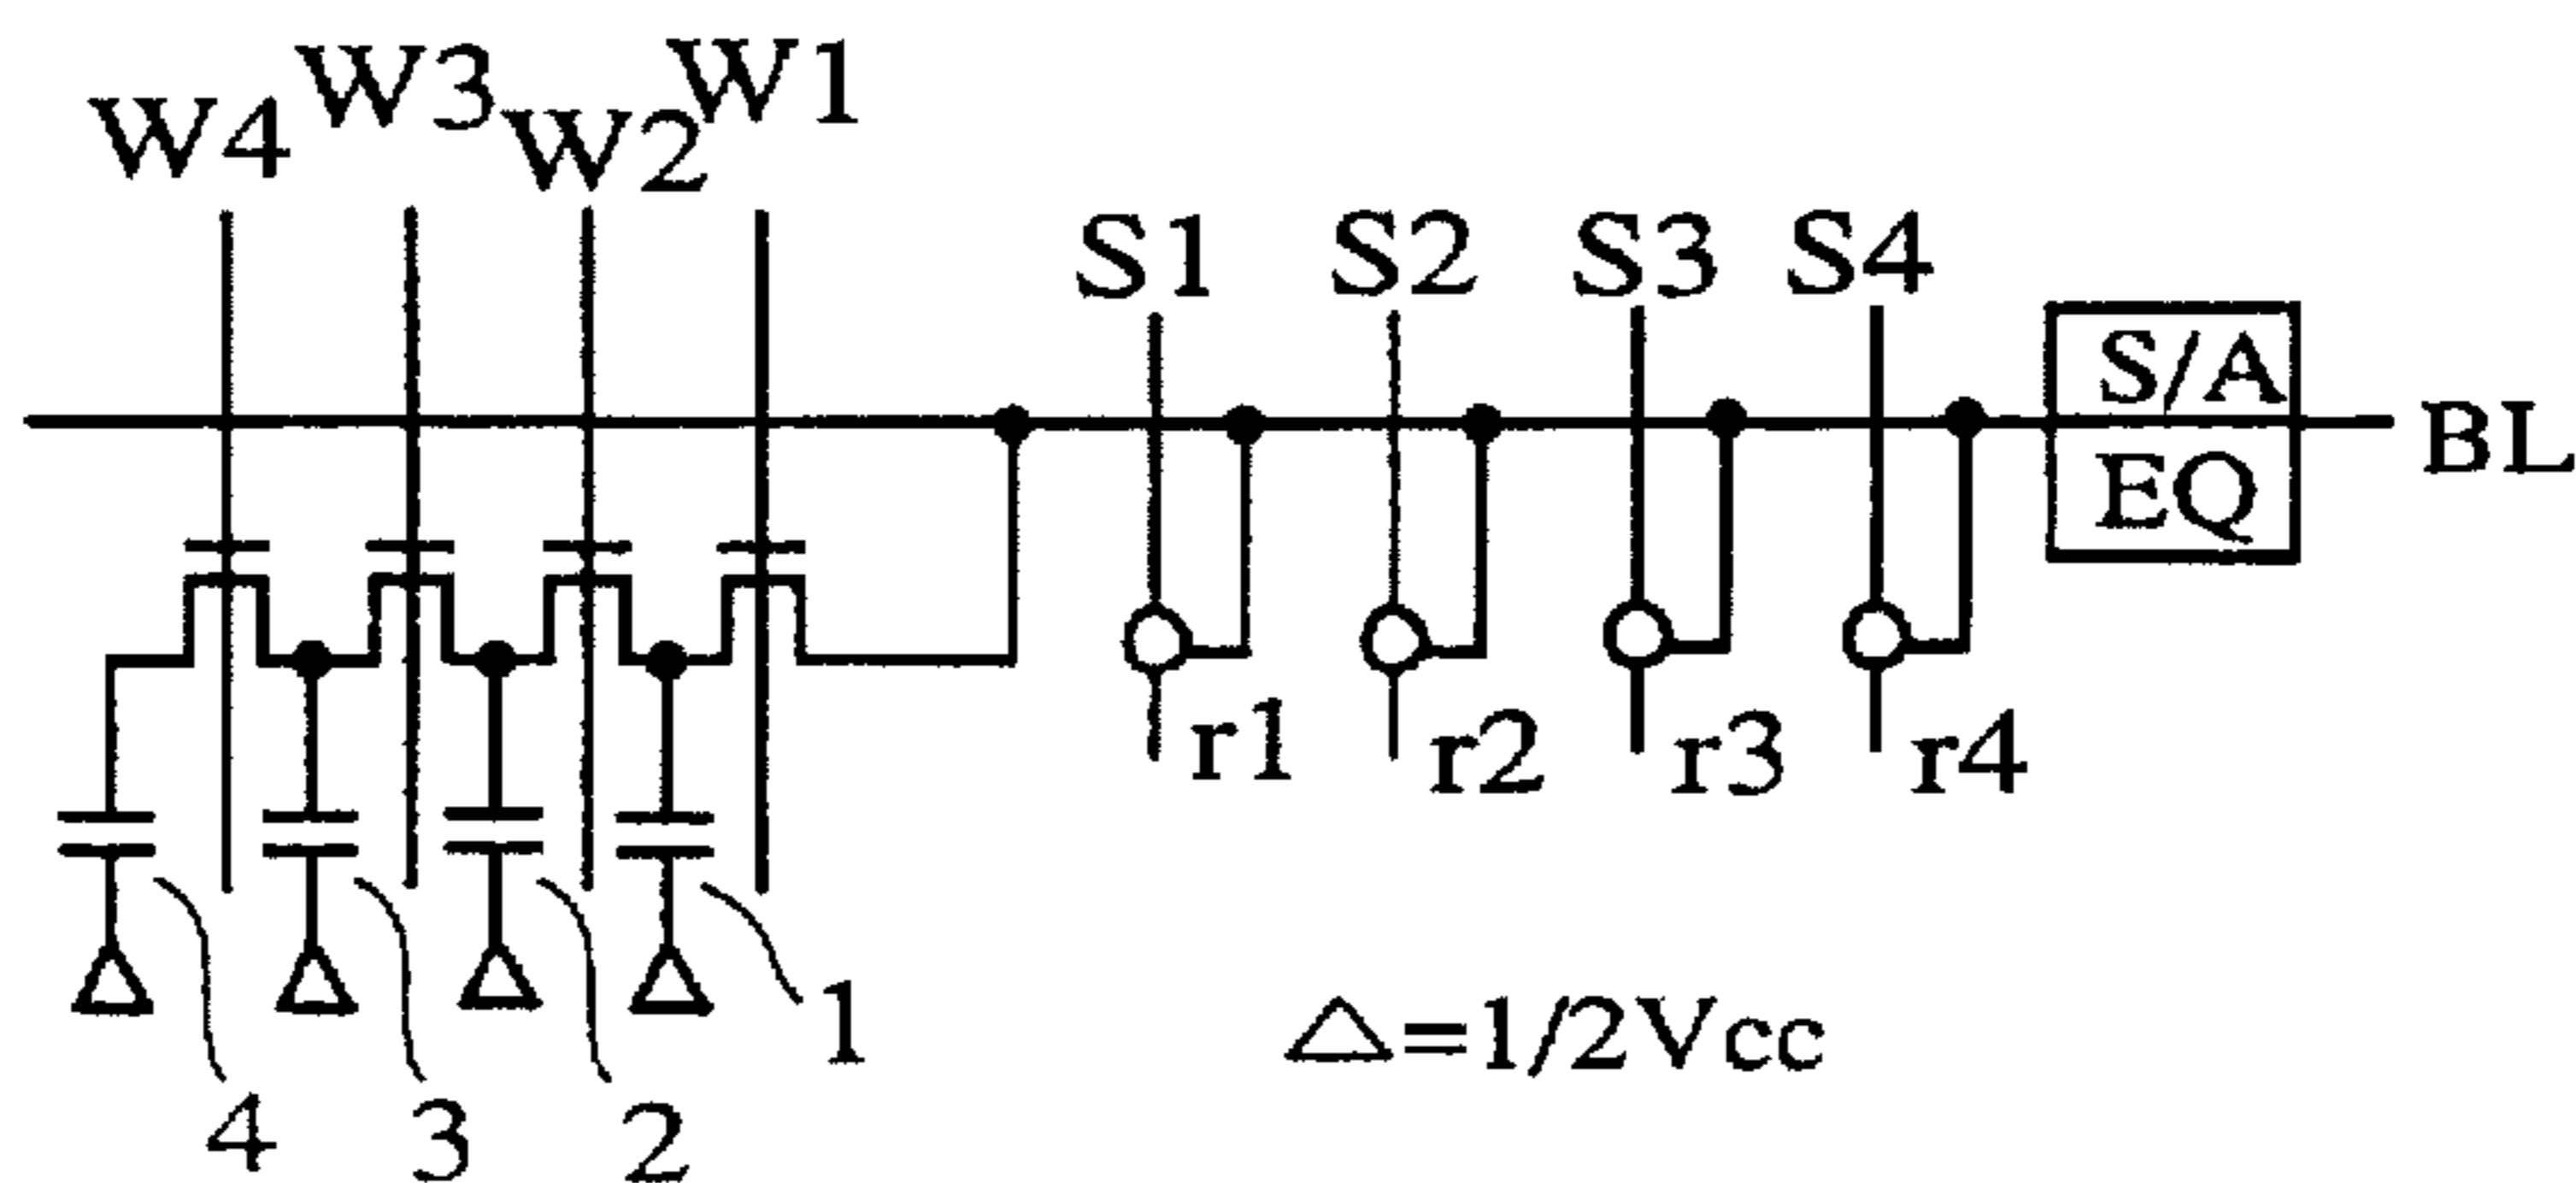 W4 W3 W2 W1
S1 S2 S3 S4
S/A
EQ
BL
r1 r2 r3 r4
△=1/2Vcc
4 3 2 1